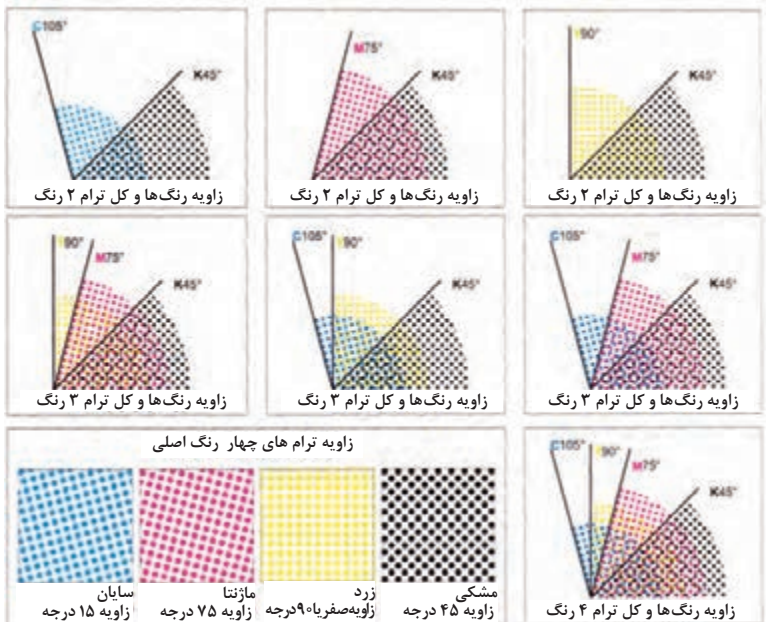 C105°
K45°
زاویه رنگ‌ها و کل ترام ۲ رنگ
M75°
K45°
زاویه رنگ‌ها و کل ترام ۲ رنگ
Y90°
K45°
زاویه رنگ‌ها و کل ترام ۲ رنگ
Y90°
M75°
K45°
زاویه رنگ‌ها و کل ترام ۳ رنگ
C105°
Y90°
K45°
زاویه رنگ‌ها و کل ترام ۳ رنگ
C105°
M75°
K45°
زاویه رنگ‌ها و کل ترام ۳ رنگ
زاویه ترام های چهار رنگ اصلی
سایان
زاویه ۱۵ درجه
ماژنتا
زاویه ۷۵ درجه
زرد
زاویه‌صفریا۹۰درجه
مشکی
زاویه ۴۵ درجه
C105°
Y90°
M75°
K45°
زاویه رنگ‌ها و کل ترام ۴ رنگ